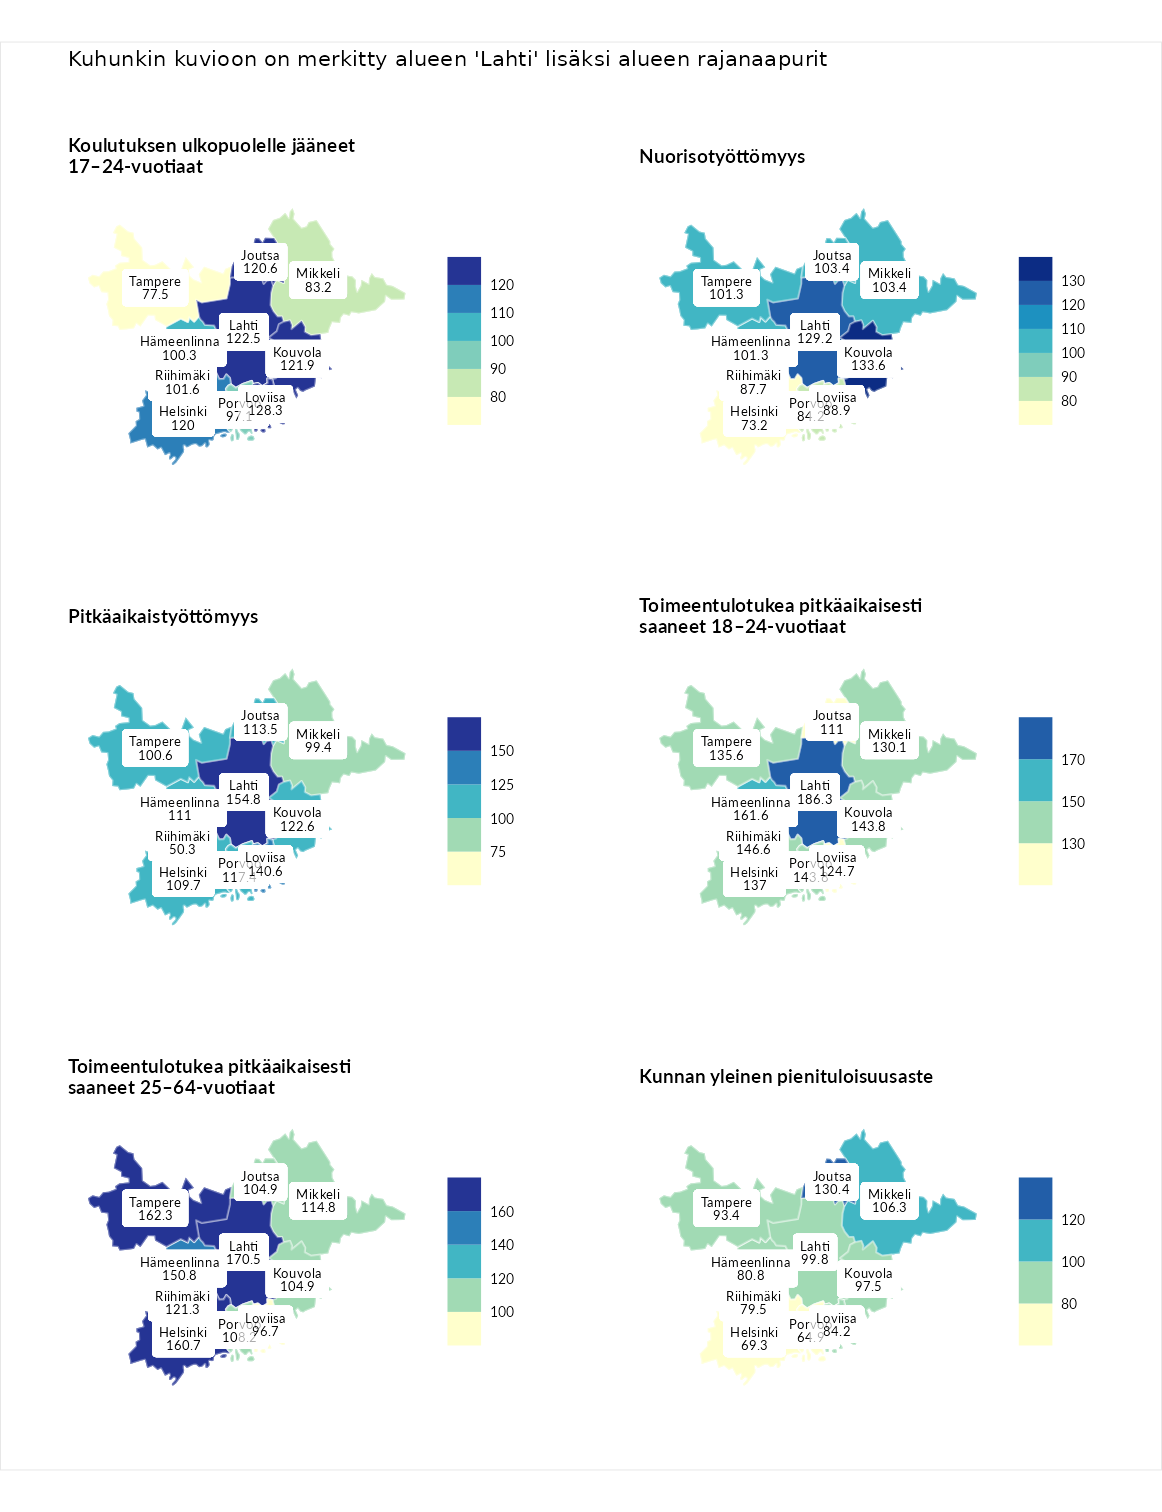 Kuhunkin kuvioon on merkitty alueen 'Lahti' lisäksi alueen rajanaapurit
Koulutuksen ulkopuolelle jääneet
17–24-vuotiaat
Joutsa
120.6
Mikkeli
83.2
Tampere
77.5
Lahti
122.5
Hämeenlinna
100.3
Kouvola
121.9
Riihimäki
101.6
Loviisa
128.3
Helsinki
120
97.1
120
110
100
90
80
Nuorisotyöttömyys
Joutsa
103.4
Mikkeli
103.4
Tampere
101.3
Lahti
129.2
Hämeenlinna
101.3
Kouvola
133.6
Riihimäki
87.7
Loviisa
88.9
Helsinki
73.2
84.2
130
120
110
100
90
80
Pitkäaikaistyöttömyys
Joutsa
113.5
Mikkeli
99.4
Tampere
100.6
Lahti
154.8
Hämeenlinna
111
Kouvola
122.6
Riihimäki
50.3
Loviisa
140.6
Helsinki
109.7
117.4
150
125
100
75
Toimeentulotukea pitkäaikaisesti
saaneet 18–24-vuotiaat
Joutsa
111
Mikkeli
130.1
Tampere
135.6
Lahti
186.3
Hämeenlinna
161.6
Kouvola
143.8
Riihimäki
146.6
Loviisa
124.7
Helsinki
137
170
150
130
Toimeentulotukea pitkäaikaisesti
saaneet 25–64-vuotiaat
Joutsa
104.9
Mikkeli
114.8
Tampere
162.3
Lahti
170.5
Hämeenlinna
150.8
Kouvola
104.9
Riihimäki
121.3
Loviisa
96.7
Helsinki
160.7
108.2
160
140
120
100
Kunnan yleinen pienituloisuusaste
Joutsa
130.4
Mikkeli
106.3
Tampere
93.4
Lahti
99.8
Hämeenlinna
80.8
Kouvola
97.5
Riihimäki
79.5
Loviisa
84.2
Helsinki
69.3
64.9
120
100
80